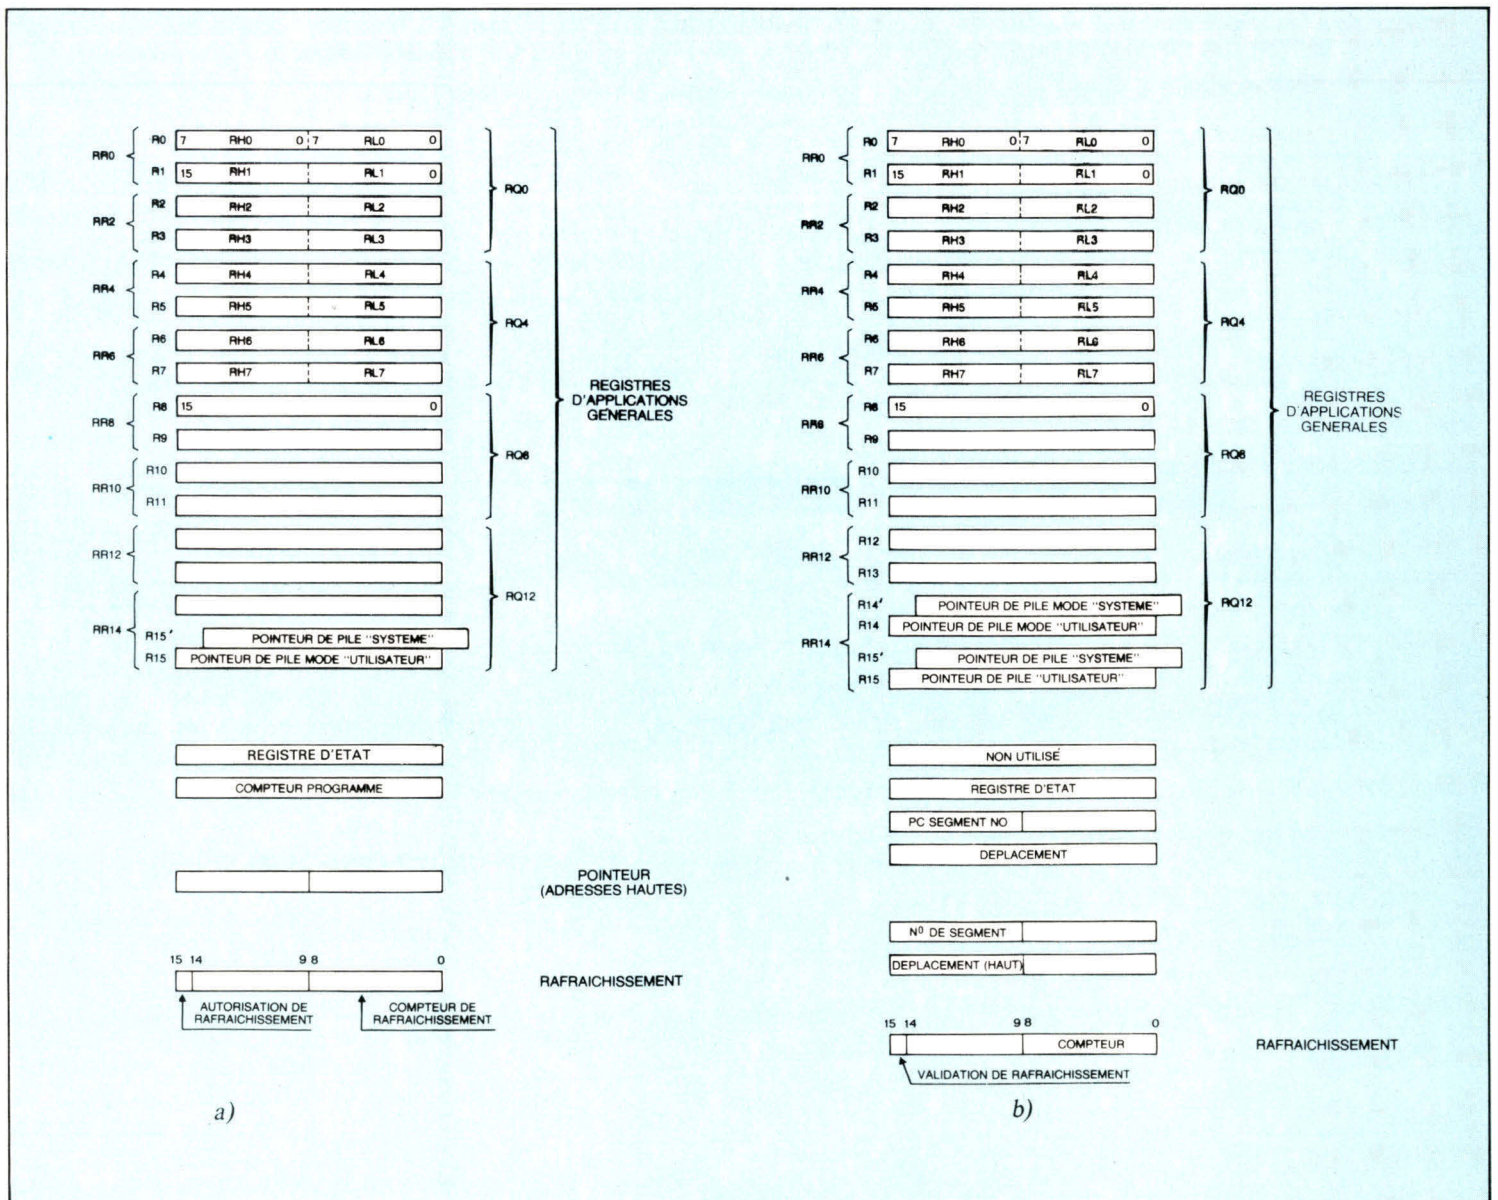 R0 7 RH0 0 7 RL0 0
RR0
R1 15 RH1 RL1 0
RQ0
R2 RH2 RL2
RR2
R3 RH3 RL3
R4 RH4 RL4
RR4
R5 RH5 RL5
RQ4
R6 RH6 RL6
RR6
R7 RH7 RL7
REGISTRES
D'APPLICATIONS
GENERALES
R8 15 0
RR8
R9
RQ8
R10
RR10
R11
RR12
RQ12
RR14
R15' POINTEUR DE PILE "SYSTEME"
R15 POINTEUR DE PILE MODE "UTILISATEUR"
REGISTRE D'ETAT
COMPTEUR PROGRAMME
POINTEUR
(ADRESSES HAUTES)
15 14 9 8 0
RAFRAICHISSEMENT
AUTORISATION DE
RAFRAICHISSEMENT
COMPTEUR DE
RAFRAICHISSEMENT
a)
R0 7 RH0 0 7 RL0 0
RR0
R1 15 RH1 RL1 0
RQ0
R2 RH2 RL2
RR2
R3 RH3 RL3
R4 RH4 RL4
RR4
R5 RH5 RL5
RQ4
R6 RH6 RL6
RR6
R7 RH7 RL7
REGISTRES
D'APPLICATIONS
GENERALES
R8 15 0
RR8
R9
RQ8
R10
RR10
R11
R12
RR12
R13
RQ12
R14' POINTEUR DE PILE MODE "SYSTEME"
R14 POINTEUR DE PILE MODE "UTILISATEUR"
RR14
R15' POINTEUR DE PILE "SYSTEME"
R15 POINTEUR DE PILE "UTILISATEUR"
NON UTILISÉ
REGISTRE D'ETAT
PC SEGMENT NO
DEPLACEMENT
N⁰ DE SEGMENT
DEPLACEMENT (HAUT)
15 14 9 8 0
COMPTEUR
RAFRAICHISSEMENT
VALIDATION DE RAFRAICHISSEMENT
b)